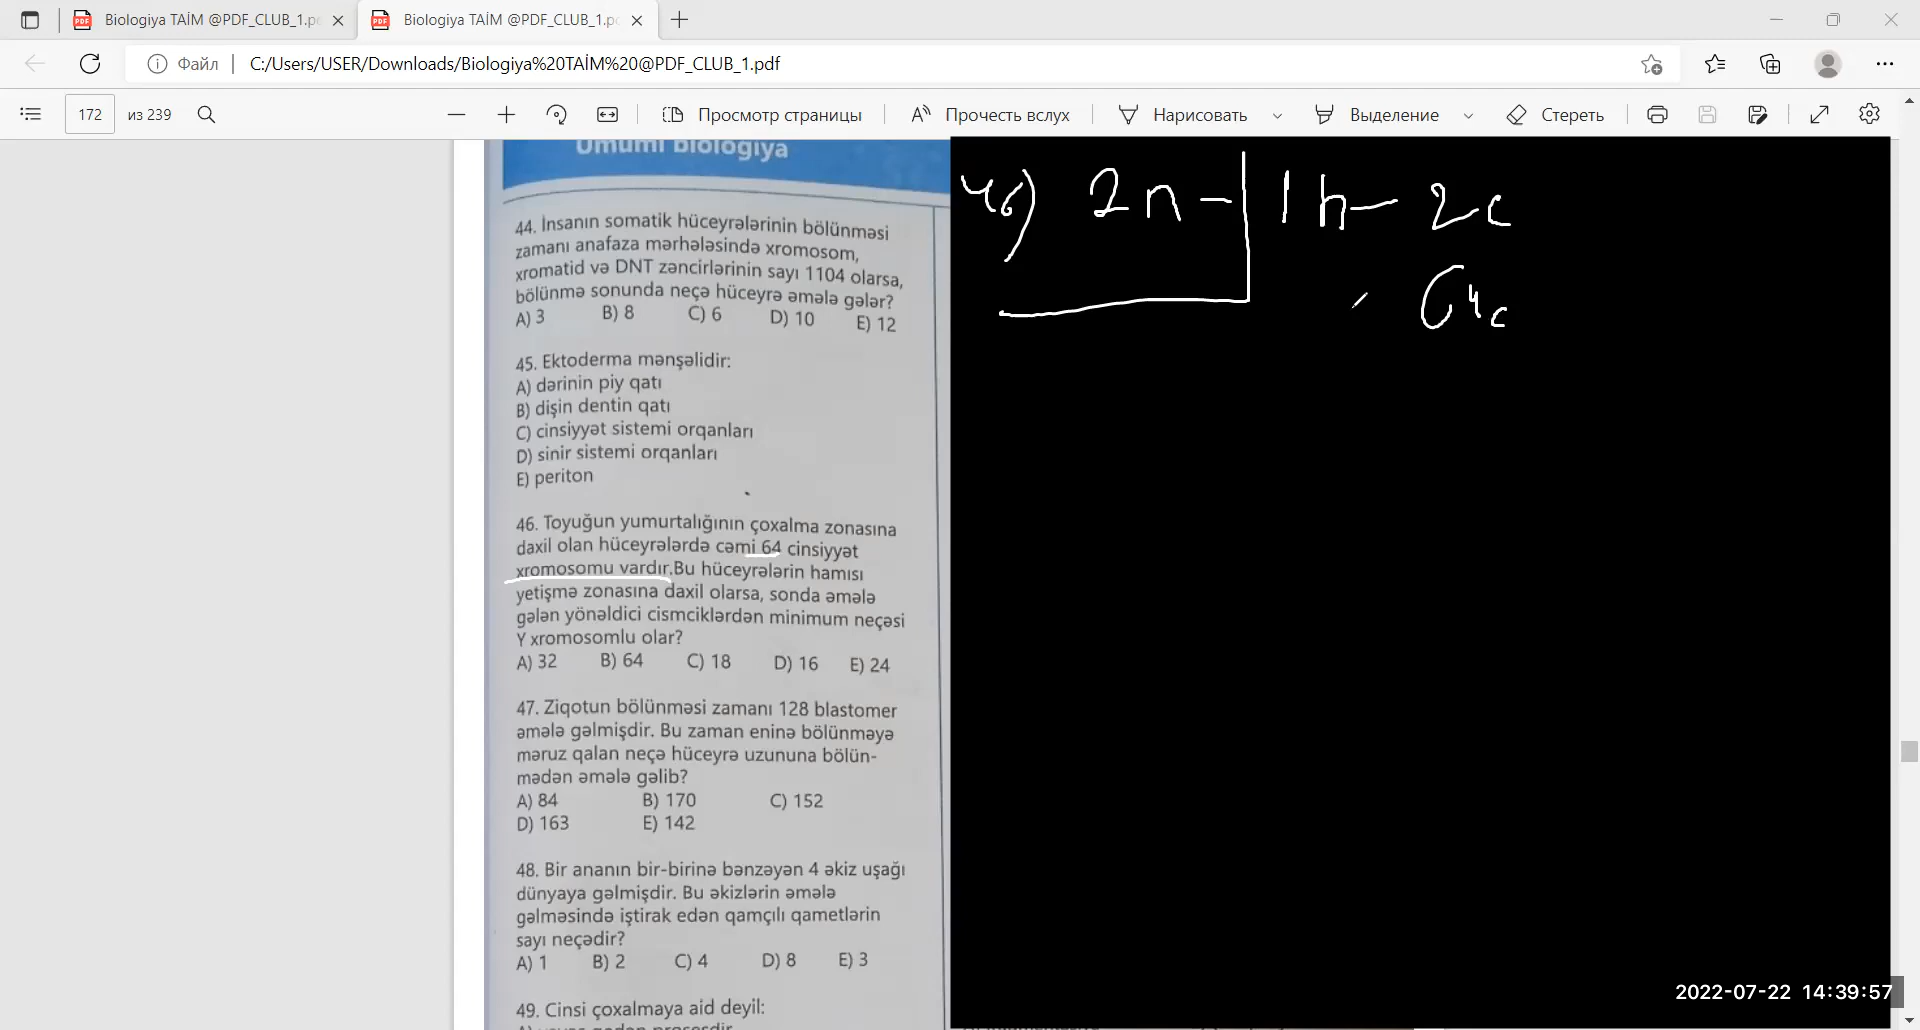 Biologiya TAİM @PDF_CLUB_1.p
Biologiya TAİM @PDF_CLUB_1.p
Файл
C:/Users/USER/Downloads/Biologiya%20TAİM%20@PDF_CLUB_1.pdf
172 из 239
Просмотр страницы
Прочесть вслух
Нарисовать
Выделение
Стереть
Ümumi biologiya
44. İnsanın somatik hüceyrələrinin bölünməsi
zamanı anafaza mərhələsində xromosom,
xromatid və DNT zəncirlərinin sayı 1104 olarsa,
bölünmə sonunda neçə hüceyrə əmələ gələr?
A) 3 B) 8 C) 6 D) 10 E) 12
45. Ektoderma mənşəlidir:
A) dərinin piy qatı
B) dişin dentin qatı
C) cinsiyyət sistemi orqanları
D) sinir sistemi orqanları
E) periton
46. Toyuğun yumurtalığının çoxalma zonasına
daxil olan hüceyrələrdə cəmi 64 cinsiyyət
xromosomu vardır.Bu hüceyrələrin hamısı
yetişmə zonasına daxil olarsa, sonda əmələ
gələn yönəldici cismciklərdən minimum neçəsi
Y xromosomlu olar?
A) 32 B) 64 C) 18 D) 16 E) 24
47. Ziqotun bölünməsi zamanı 128 blastomer
əmələ gəlmişdir. Bu zaman eninə bölünməyə
məruz qalan neçə hüceyrə uzununa bölün-
mədən əmələ gəlib?
A) 84 B) 170 C) 152
D) 163 E) 142
48. Bir ananın bir-birinə bənzəyən 4 əkiz uşağı
dünyaya gəlmişdir. Bu əkizlərin əmələ
gəlməsində iştirak edən qamçılı qametlərin
sayı neçədir?
A) 1 B) 2 C) 4 D) 8 E) 3
49. Cinsi çoxalmaya aid deyil:
46) 2n - 1h - 2c
64c
2022-07-22 14:39:57